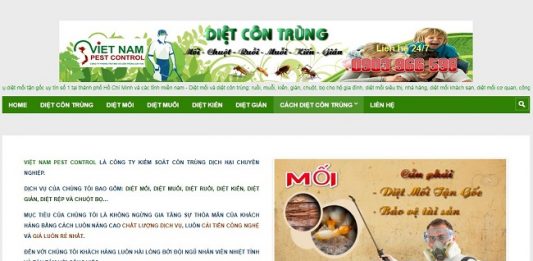 VIET NAM
PEST CONTROL
DIỆT CÔN TRÙNG
Mối - Chuột - Ruồi - Muỗi - Kiến - Gián
Liên hệ 24/7
vụ diệt mối tận gốc uy tín số 1 tại thành phố Hồ Chí Minh và các tỉnh miền nam - Diệt mối và diệt côn trùng: ruồi, muỗi, kiến, gián, chuột, bọ cho hộ gia đình, diệt mối siêu thị, nhà hàng, diệt mối khách sạn, diệt mối cơ quan, công
HOME DIỆT CÔN TRÙNG DIỆT MỐI DIỆT MUỖI DIỆT KIẾN DIỆT GIÁN CÁCH DIỆT CÔN TRÙNG LIÊN HỆ
VIỆT NAM PEST CONTROL LÀ CÔNG TY KIỂM SOÁT CÔN TRÙNG DỊCH HẠI CHUYÊN
NGHIỆP.
DỊCH VỤ CỦA CHÚNG TÔI BAO GỒM: DIỆT MỐI, DIỆT MUỖI, DIỆT RUỒI, DIỆT KIẾN, DIỆT
GIÁN, DIỆT RỆP VÀ CHUỘT BỌ...
MỤC TIÊU CỦA CHÚNG TÔI LÀ KHÔNG NGỪNG GIA TĂNG SỰ THỎA MÃN CỦA KHÁCH
HÀNG BẰNG CÁCH LUÔN NÂNG CAO CHẤT LƯỢNG DỊCH VỤ, LUÔN CẢI TIẾN CÔNG NGHỆ
VÀ GIÁ LUÔN RẺ NHẤT.
ĐẾN VỚI CHÚNG TÔI KHÁCH HÀNG LUÔN HÀI LÒNG BỞI ĐỘI NGŨ NHÂN VIÊN NHIỆT TÌNH
MỐI
Cần phải
- Diệt Mối Tận Gốc
Bảo vệ tài sản